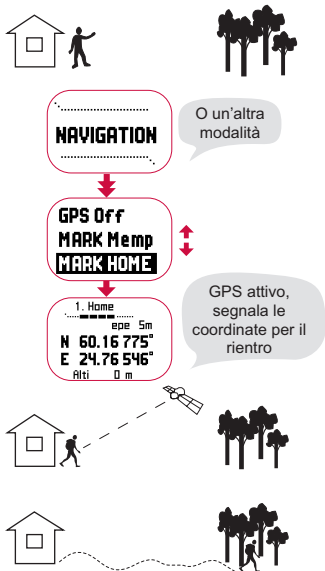 NAVIGATION
O un'altra
modalità
GPS Off
MARK Memp
MARK HOME
1. Home
epe 5m
N 60.16 775°
E 24.76 546°
Alti 0 m
GPS attivo,
segnala le
coordinate per il
rientro